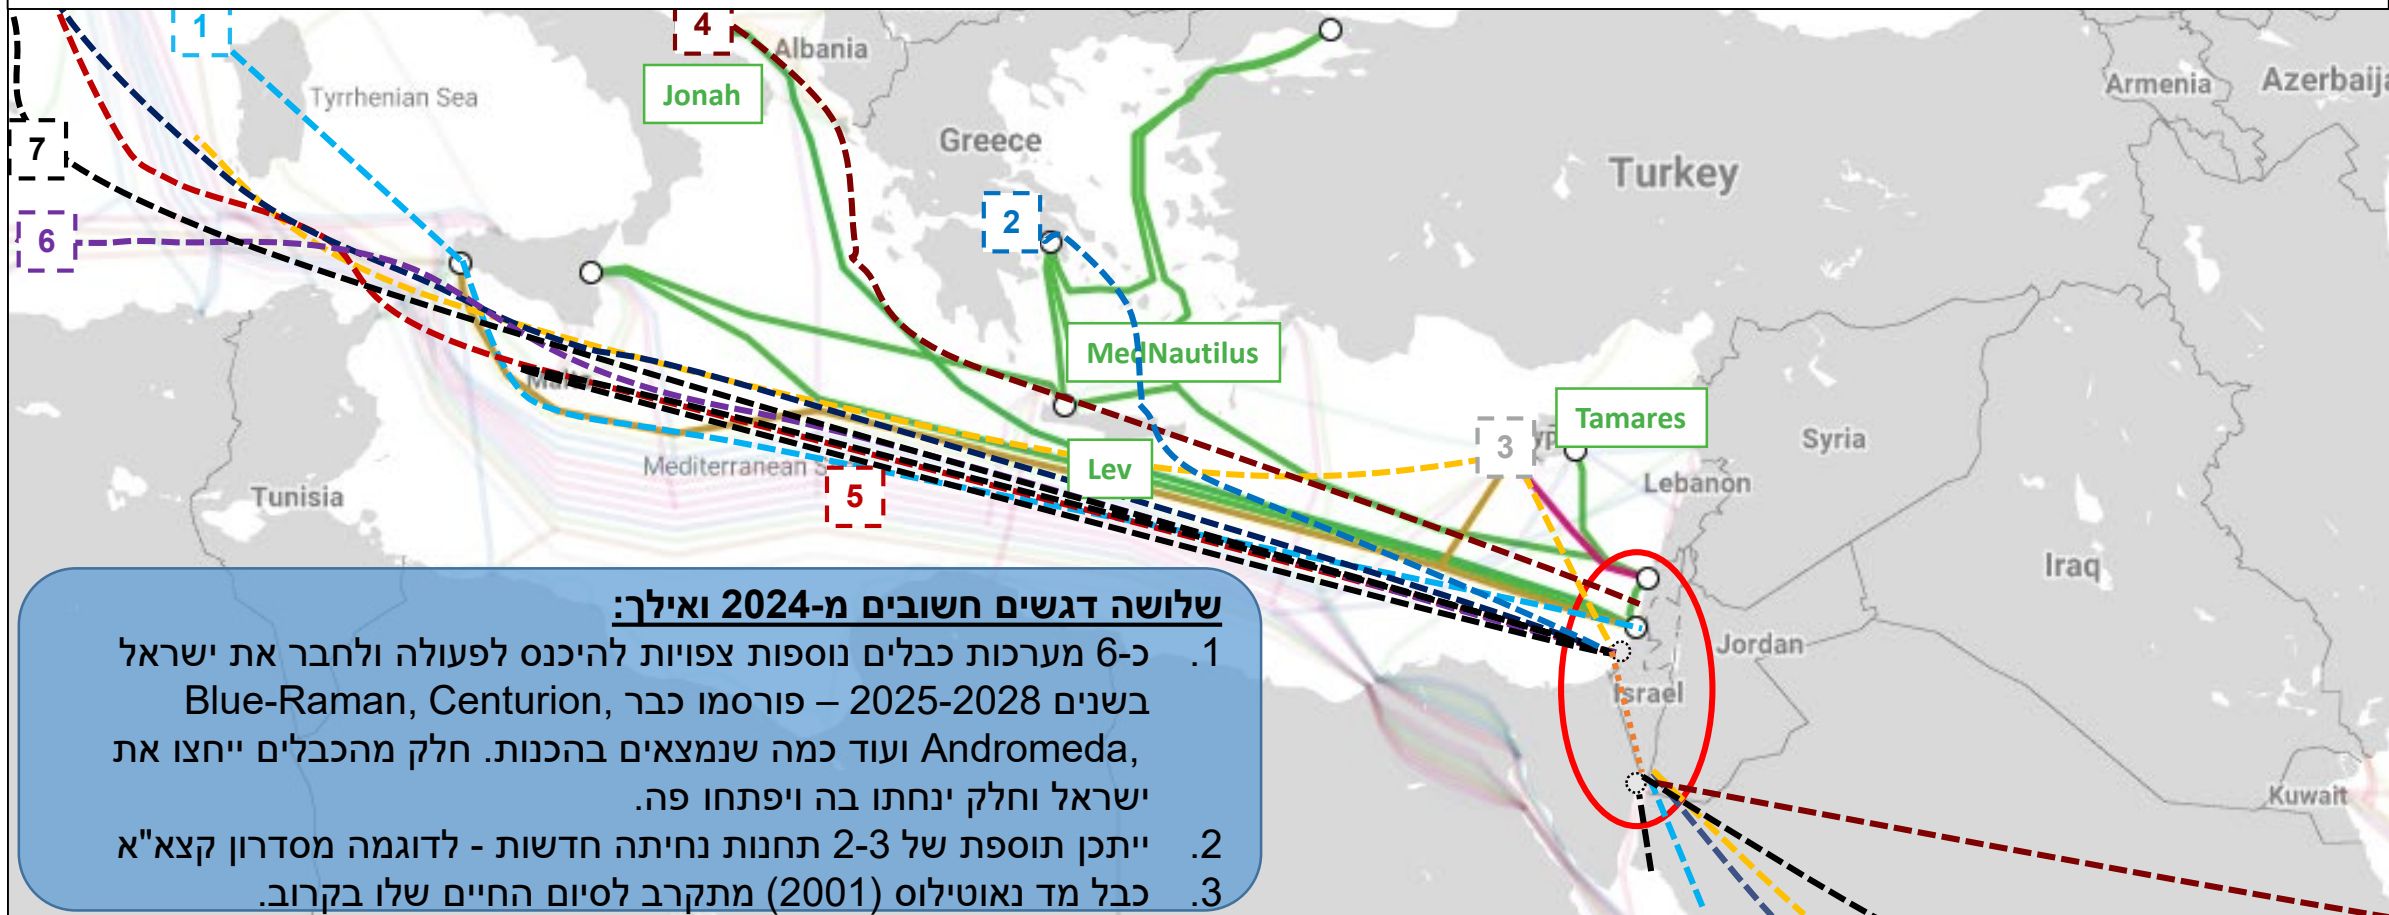 1
4
Albania
Armenia
Azerbaij
Jonah
Tyrrhenian Sea
Greece
7
Turkey
2
6
MedNautilus
Malta
Tamares
3
yp
Syria
Mediterranean S
Lev
Lebanon
Tunisia
5
Iraq
Jordan
Israel
Kuwait
שלושה דגשים חשובים מ-2024 ואילך:
1. כ-6 מערכות כבלים נוספות צפויות להיכנס לפעולה ולחבר את ישראל
בשנים 2025-2028 – פורסמו כבר Blue-Raman, Centurion,
Andromeda, ועוד כמה שנמצאים בהכנות. חלק מהכבלים ייחצו את
ישראל וחלק ינחתו בה ויפתחו פה.
2. ייתכן תוספת של 2-3 תחנות נחיתה חדשות - לדוגמה מסדרון קצא"א
3. כבל מד נאוטילוס (2001) מתקרב לסיום החיים שלו בקרוב.